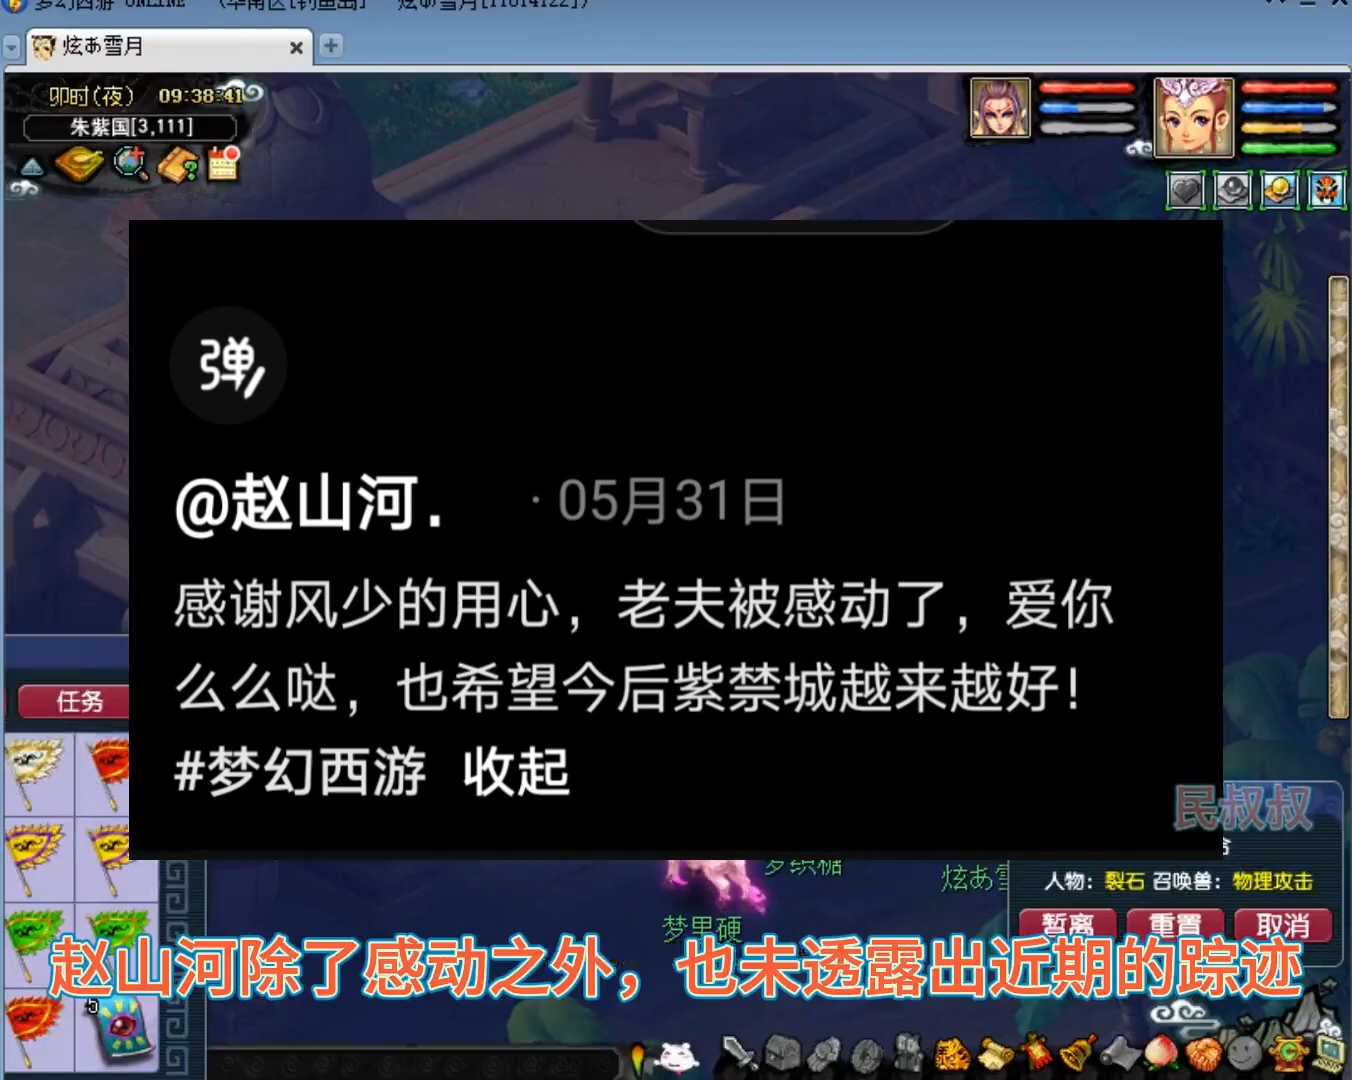 炫あ雪月
卯时(夜) 09:38:41
朱紫国[3,111]
弹
@赵山河. · 05月31日
感谢风少的用心，老夫被感动了，爱你
么么哒，也希望今后紫禁城越来越好！
#梦幻西游 收起
任务
民叔叔
炫あ
人物：裂石 召唤兽：物理攻击
梦里硬
暂离 重置 取消
赵山河除了感动之外，也未透露出近期的踪迹